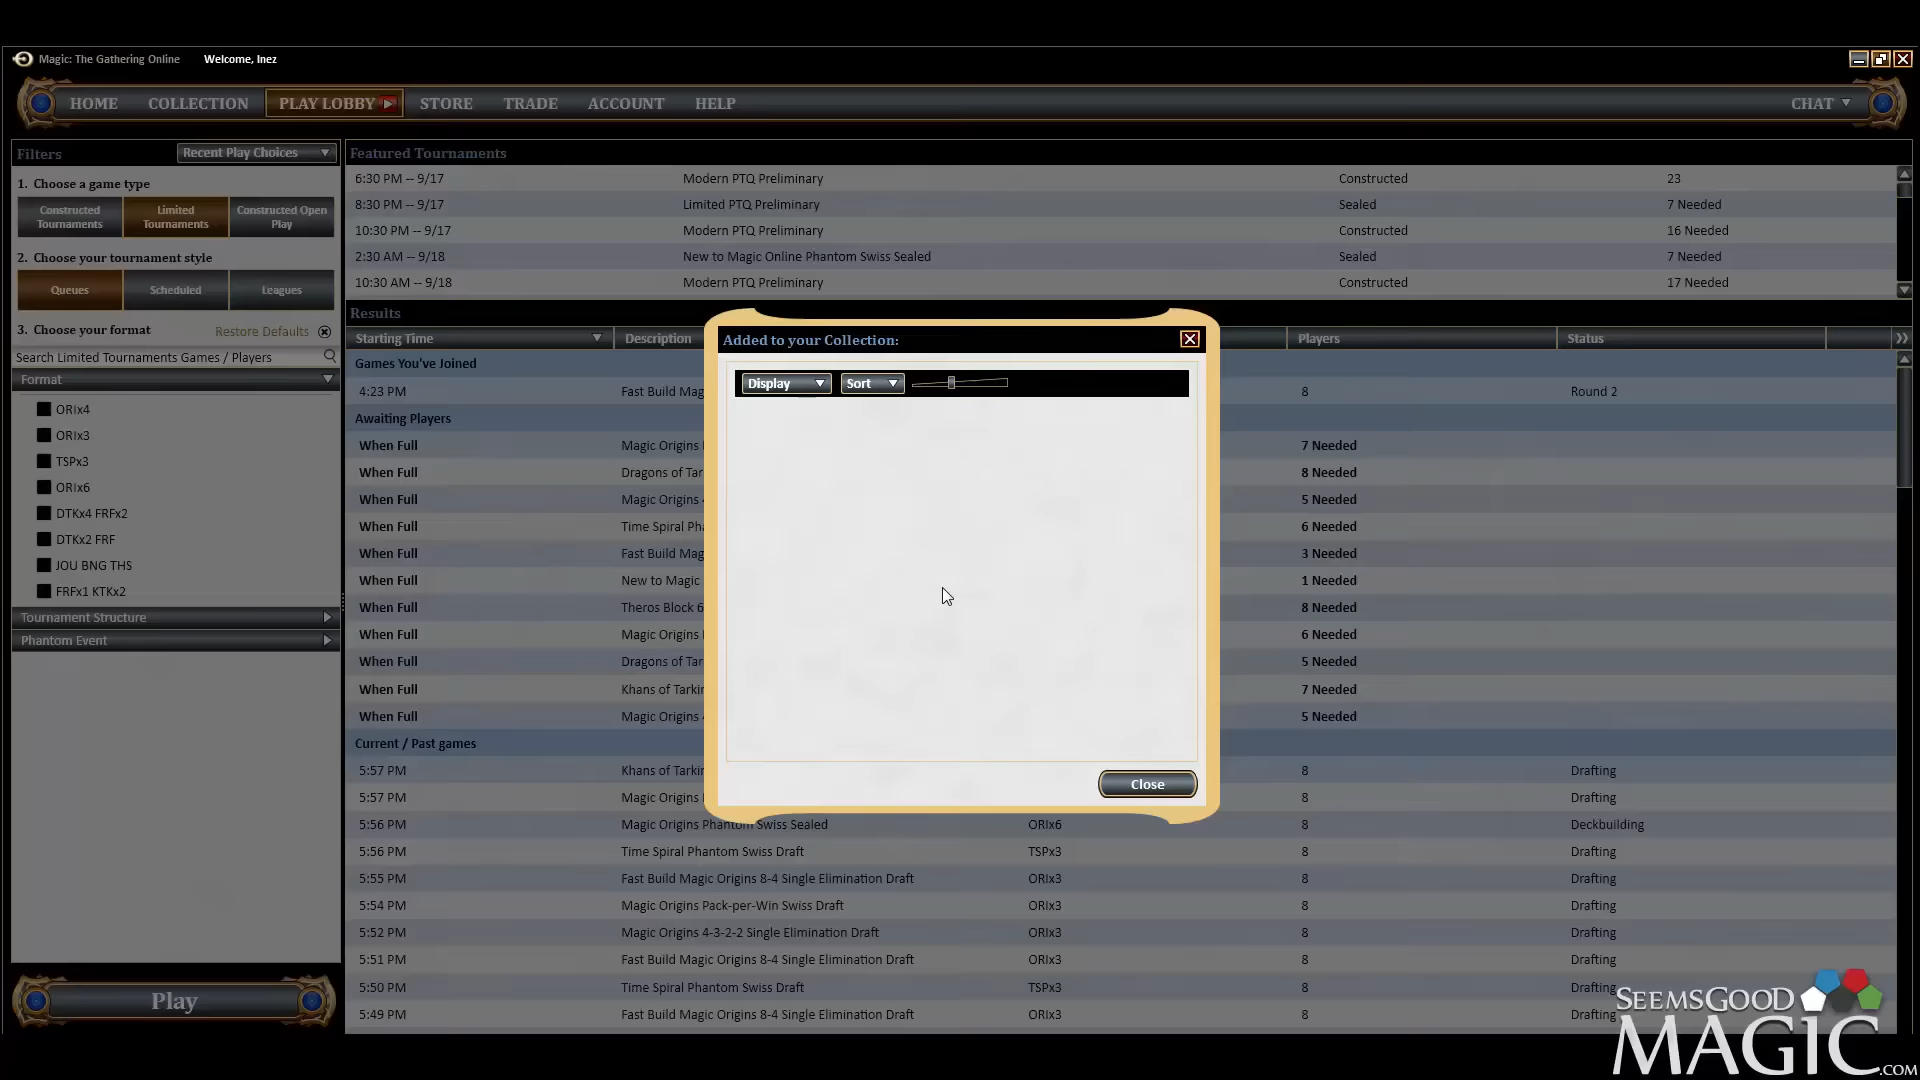 Magic: The Gathering Online Welcome, Inez
HOME COLLECTION PLAY LOBBY STORE TRADE ACCOUNT HELP CHAT
Filters Recent Play Choices
1. Choose a game type
Constructed Tournaments Limited Tournaments Constructed Open Play
2. Choose your tournament style
Queues Scheduled Leagues
3. Choose your format Restore Defaults
Search Limited Tournaments Games / Players
Format
ORIx4
ORIx3
TSPx3
ORIx6
DTKx4 FRFx2
DTKx2 FRF
JOU BNG THS
FRFx1 KTKx2
Tournament Structure
Phantom Event
Play
Featured Tournaments
6:30 PM -- 9/17 Modern PTQ Preliminary Constructed 23
8:30 PM -- 9/17 Limited PTQ Preliminary Sealed 7 Needed
10:30 PM -- 9/17 Modern PTQ Preliminary Constructed 16 Needed
2:30 AM -- 9/18 New to Magic Online Phantom Swiss Sealed Sealed 7 Needed
10:30 AM -- 9/18 Modern PTQ Preliminary Constructed 17 Needed
Results
Starting Time Description Players Status
Games You've Joined
4:23 PM Fast Build Mag 8 Round 2
Awaiting Players
When Full Magic Origins 7 Needed
When Full Dragons of Tar 8 Needed
When Full Magic Origins 5 Needed
When Full Time Spiral Pha 6 Needed
When Full Fast Build Mag 3 Needed
When Full New to Magic 1 Needed
When Full Theros Block 6 8 Needed
When Full Magic Origins 6 Needed
When Full Dragons of Tar 5 Needed
When Full Khans of Tarkir 7 Needed
When Full Magic Origins 5 Needed
Current / Past games
5:57 PM Khans of Tarkir 8 Drafting
5:57 PM Magic Origins 8 Drafting
5:56 PM Magic Origins Phantom Swiss Sealed ORIx6 8 Deckbuilding
5:56 PM Time Spiral Phantom Swiss Draft TSPx3 8 Drafting
5:55 PM Fast Build Magic Origins 8-4 Single Elimination Draft ORIx3 8 Drafting
5:54 PM Magic Origins Pack-per-Win Swiss Draft ORIx3 8 Drafting
5:52 PM Magic Origins 4-3-2-2 Single Elimination Draft ORIx3 8 Drafting
5:51 PM Fast Build Magic Origins 8-4 Single Elimination Draft ORIx3 8 Drafting
5:50 PM Time Spiral Phantom Swiss Draft TSPx3 8 Drafting
5:49 PM Fast Build Magic Origins 8-4 Single Elimination Draft ORIx3 8 Drafting
Added to your Collection:
Display Sort
Close
SEEMSGOOD
MAGIC.COM